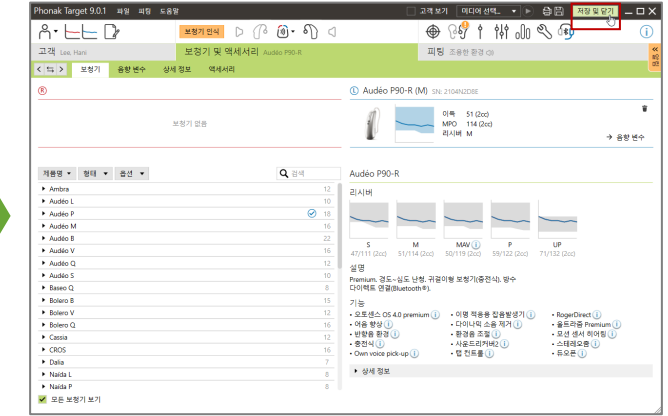 Phonak Target 9.0.1 파일 피팅 도움말
고객 보기 미디어 선택... 저장 및 닫기
보청기 인식
고객 Lee, Hani 보청기 및 액세서리 Audéo P90-R 피팅 조용한 환경
보청기 음향 변수 상세 정보 액세서리
R
보청기 없음
L Audéo P90-R (M) SN: 2104N2D8E
이득 51 (2cc)
MPO 114 (2cc)
리시버 M
음향 변수
제품명 형태 옵션 검색
Ambra 12
Audéo L 10
Audéo P 18
Audéo M 16
Audéo B 22
Audéo V 16
Audéo Q 12
Audéo S 10
Baseo Q 8
Bolero B 15
Bolero V 12
Bolero Q 16
Cassia 12
CROS 16
Dalia 7
Naída L 8
Naída P 8
모든 보청기 보기
Audéo P90-R
리시버
S M MAV P UP
47/111 (2cc) 51/114 (2cc) 50/119 (2cc) 59/122 (2cc) 71/132 (2cc)
설명
Premium, 경도~심도 난청, 귀걸이형 보청기(충전식), 방수
다이렉트 연결(Bluetooth®).
기능
• 오토센스 OS 4.0 premium • 이명 적응용 잡음발생기 • RogerDirect
• 어음 향상 • 다이나믹 소음 제거 • 울트라줌 Premium
• 반향음 환경 • 환경음 조절 • 모션 센서 히어링
• 충전식 • 사운드리커버2 • 스테레오줌
• Own voice pick-up • 탭 컨트롤 • 듀오폰
상세 정보